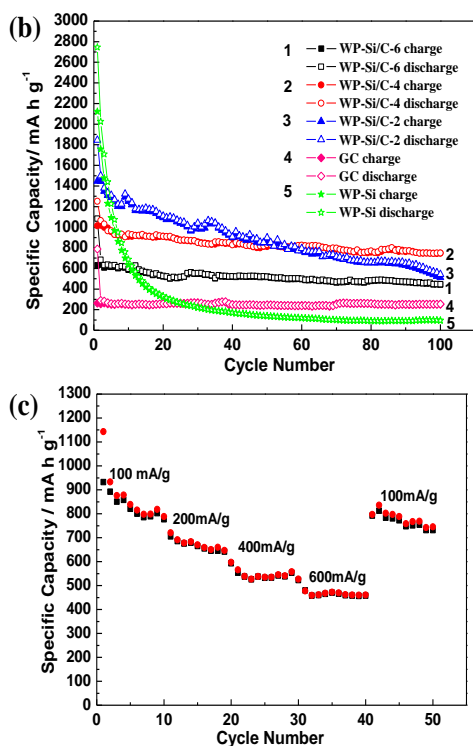 (b)
3000
2800
2600
2400
2200
2000
1800
1600
1400
1200
1000
800
600
400
200
0
Specific Capacity/ mA h g⁻¹
1 WP-Si/C-6 charge
WP-Si/C-6 discharge
2 WP-Si/C-4 charge
WP-Si/C-4 discharge
3 WP-Si/C-2 charge
WP-Si/C-2 discharge
4 GC charge
GC discharge
5 WP-Si charge
WP-Si discharge
2
3
1
4
5
0 20 40 60 80 100
Cycle Number
(c)
1300
1200
1100
1000
900
800
700
600
500
400
300
200
100
0
Specific Capacity / mA h g⁻¹
100 mA/g
200mA/g
400mA/g
600mA/g
100mA/g
0 10 20 30 40 50
Cycle Number